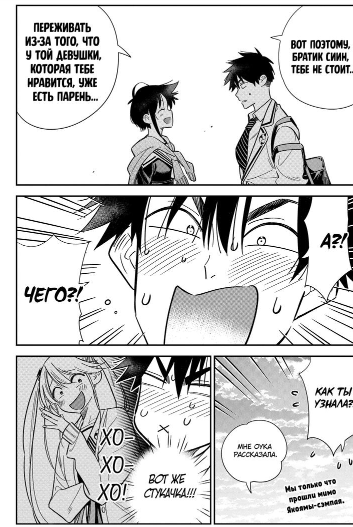 ВОТ ПОЭТОМУ,
БРАТИК СИИН,
ТЕБЕ НЕ СТОИТ...
ПЕРЕЖИВАТЬ
ИЗ-ЗА ТОГО, ЧТО
У ТОЙ ДЕВУШКИ,
КОТОРАЯ ТЕБЕ
НРАВИТСЯ, УЖЕ
ЕСТЬ ПАРЕНЬ...
А?!
ЧЕГО?!
КАК ТЫ
УЗНАЛА?
МНЕ ОУКА
РАССКАЗАЛА.
Мы только что
прошли мимо
Якоямы-сэмпая.
ХО-
ХО-
ХО!
ВОТ ЖЕ
СТУКАЧКА!!!